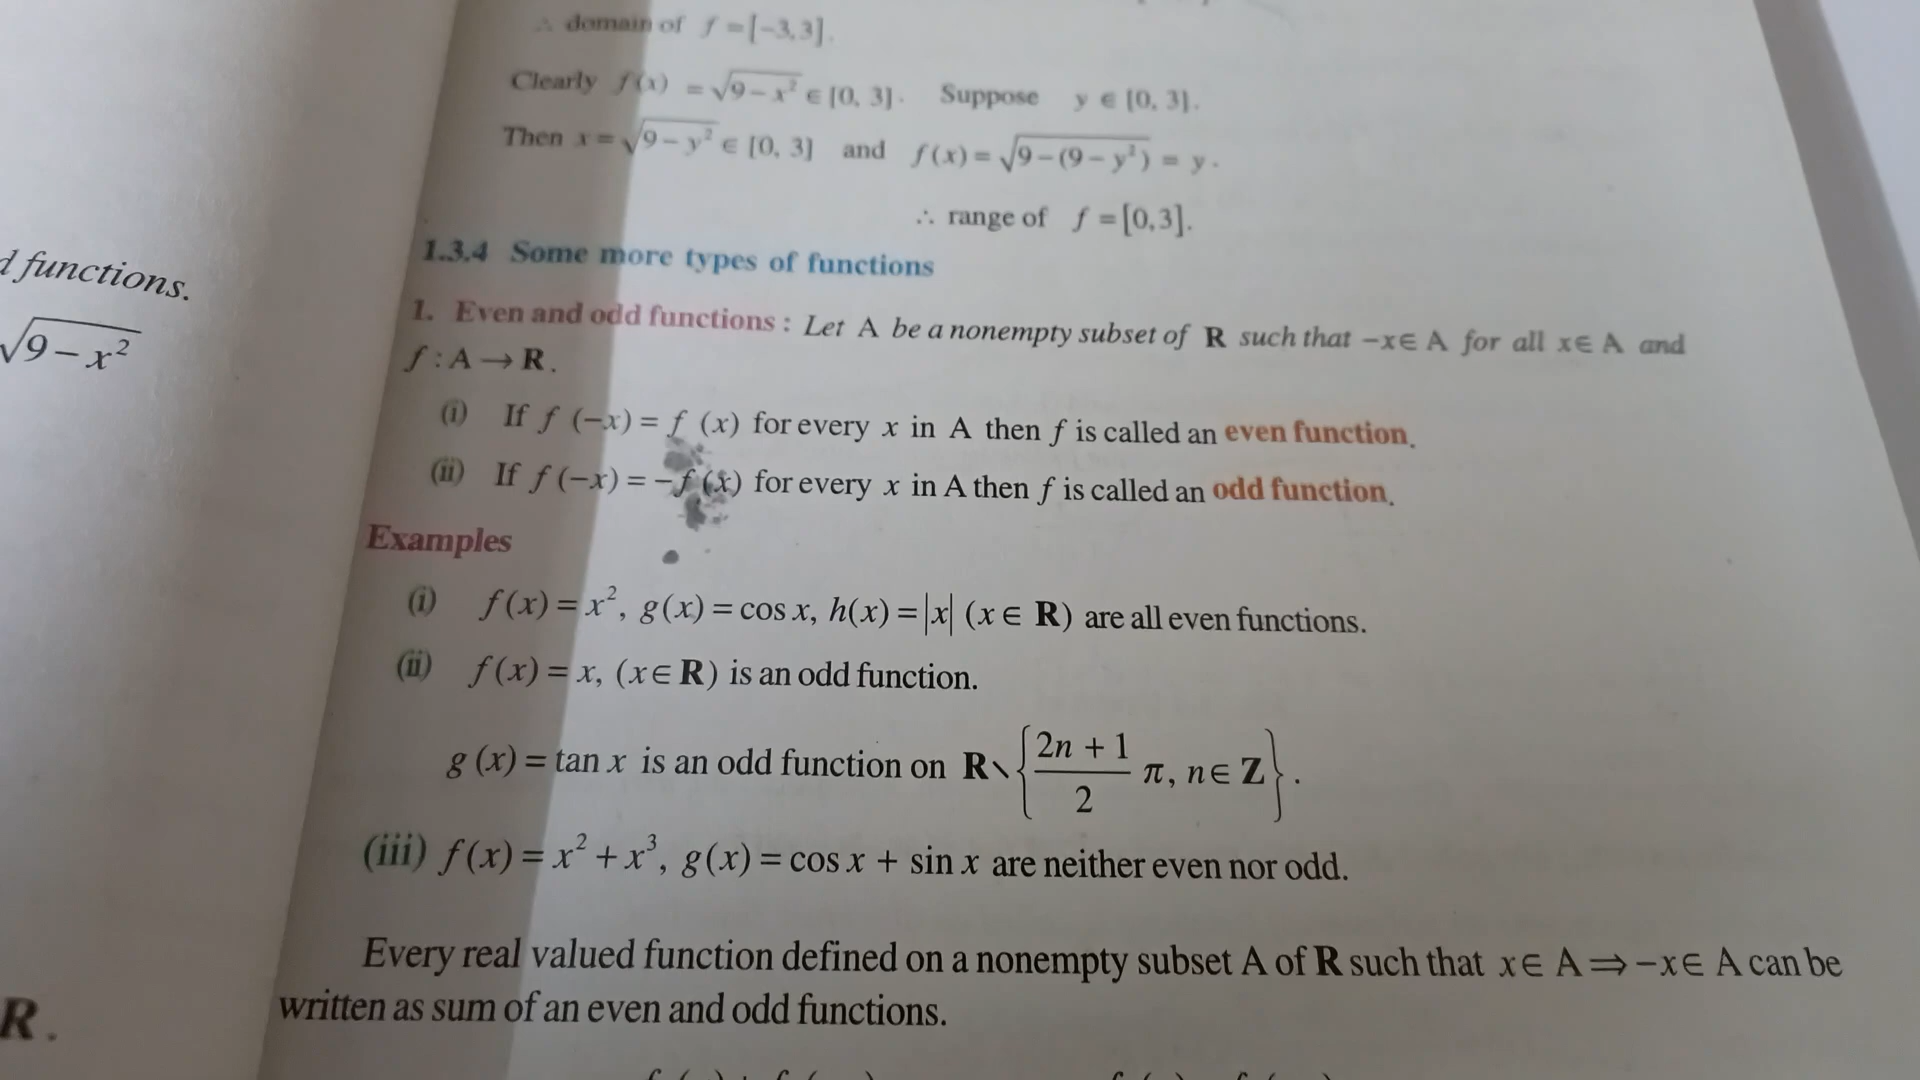 d functions.
√9 − x²
R.
∴ domain of f = [−3,3].
Clearly f(x) = √9 − x² ∈ [0, 3]. Suppose y ∈ [0, 3].
Then x = √9 − y² ∈ [0, 3] and f(x) = √9 − (9 − y²) = y.
∴ range of f = [0,3].
1.3.4 Some more types of functions
1. Even and odd functions : Let A be a nonempty subset of R such that −x∈ A for all x∈ A and
f : A → R.
(i) If f (−x) = f (x) for every x in A then f is called an even function.
(ii) If f (−x) = −f (x) for every x in A then f is called an odd function.
Examples
(i) f(x) = x², g(x) = cos x, h(x) = |x| (x ∈ R) are all even functions.
(ii) f(x) = x, (x∈ R) is an odd function.
g (x) = tan x is an odd function on R∖{(2n + 1)/2 π, n∈ Z}.
(iii) f(x) = x² + x³, g(x) = cos x + sin x are neither even nor odd.
Every real valued function defined on a nonempty subset A of R such that x∈ A ⇒ −x∈ A can be
written as sum of an even and odd functions.